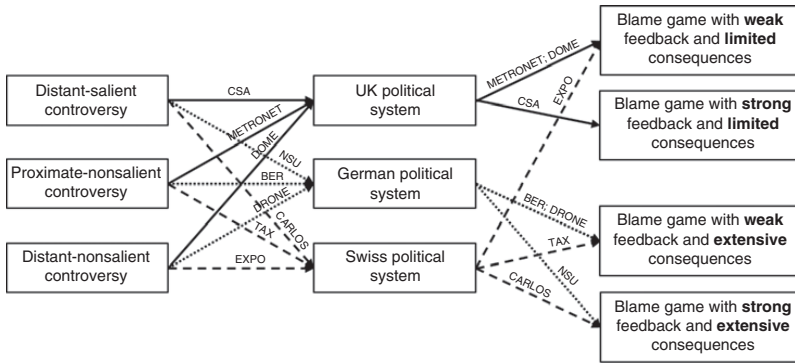 Distant-salient
controversy
Proximate-nonsalient
controversy
Distant-nonsalient
controversy
CSA
METRONET
DOME
NSU
BER
DRONE
CARLOS
TAX
EXPO
UK political
system
German political
system
Swiss political
system
METRONET; DOME
CSA
EXPO
BER; DRONE
TAX
NSU
CARLOS
Blame game with weak
feedback and limited
consequences
Blame game with strong
feedback and limited
consequences
Blame game with weak
feedback and extensive
consequences
Blame game with strong
feedback and extensive
consequences